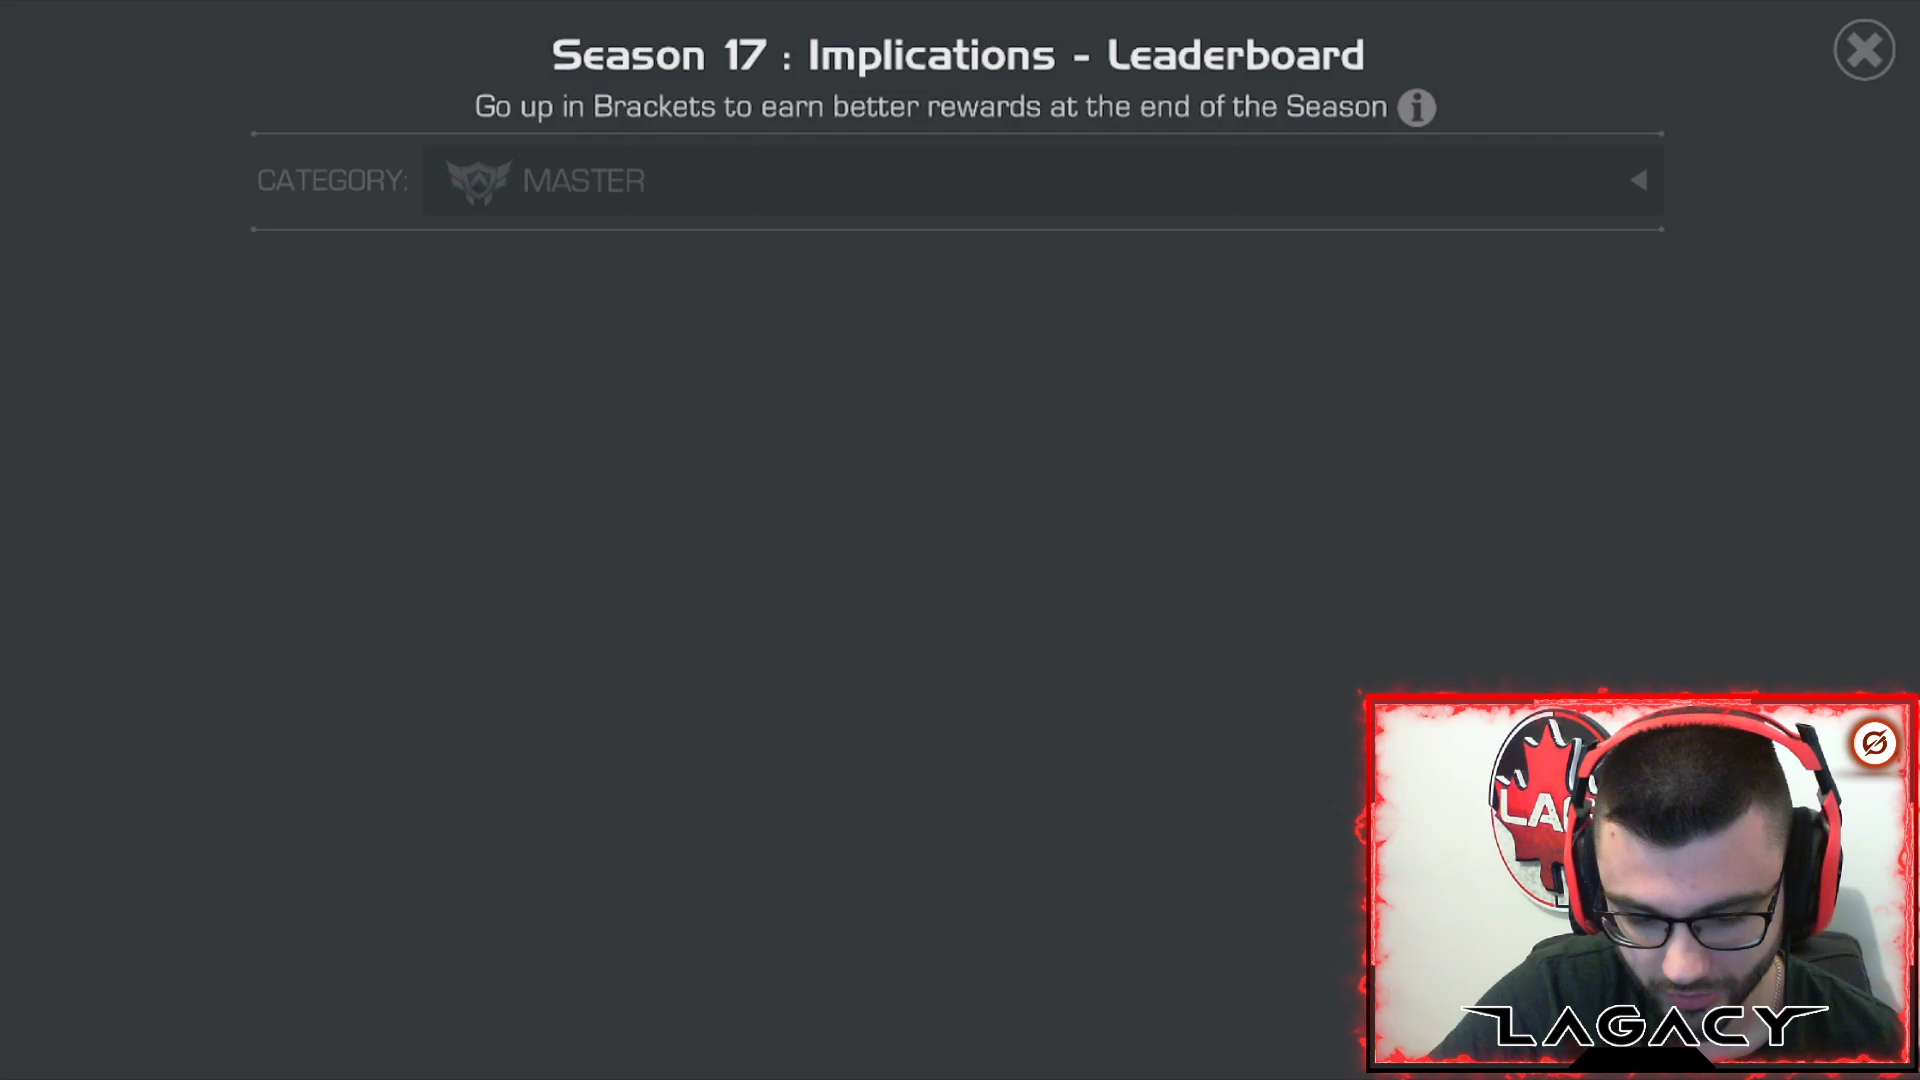 Season 17 : Implications - Leaderboard
Go up in Brackets to earn better rewards at the end of the Season
CATEGORY: MASTER
LAGACY